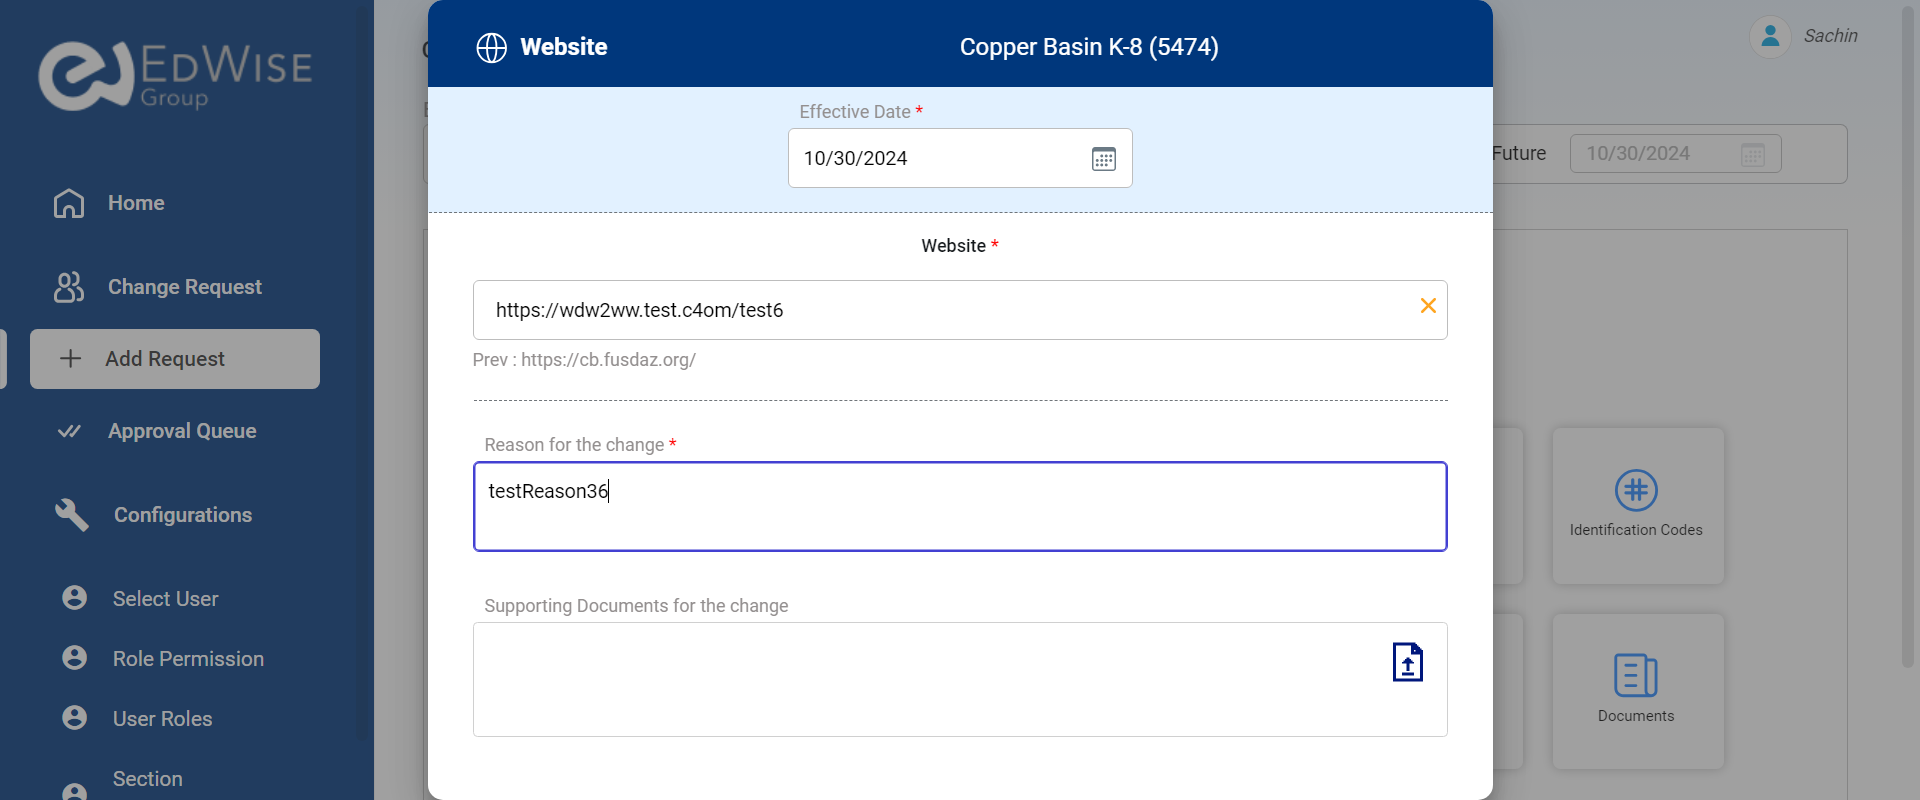 EDWISE
Group
Home
Change Request
Add Request
Approval Queue
Configurations
Select User
Role Permission
User Roles
Section
Website
Copper Basin K-8 (5474)
Effective Date *
10/30/2024
Website *
https://wdw2ww.test.c4om/test6
Prev : https://cb.fusdaz.org/
Reason for the change *
testReason36
Supporting Documents for the change
Sachin
Future
10/30/2024
Identification Codes
Documents